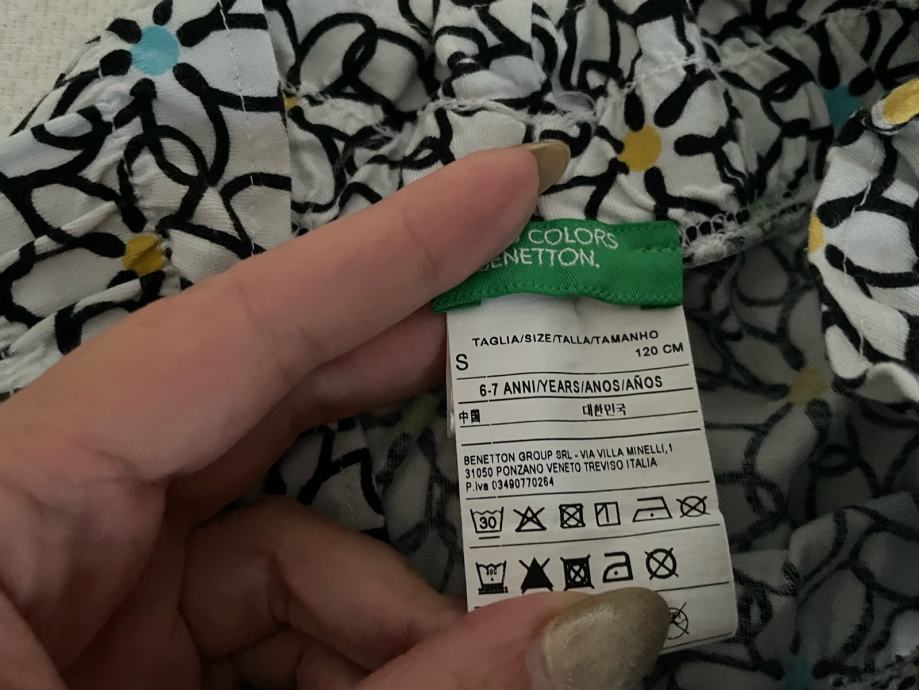 COLORS
BENETTON.
TAGLIA/SIZE/TALLA/TAMANHO
S 120 CM
6-7 ANNI/YEARS/ANOS/AÑOS
中国 대한민국
BENETTON GROUP SRL - VIA VILLA MINELLI,1
31050 PONZANO VENETO TREVISO ITALIA
P.Iva 03490770264
30